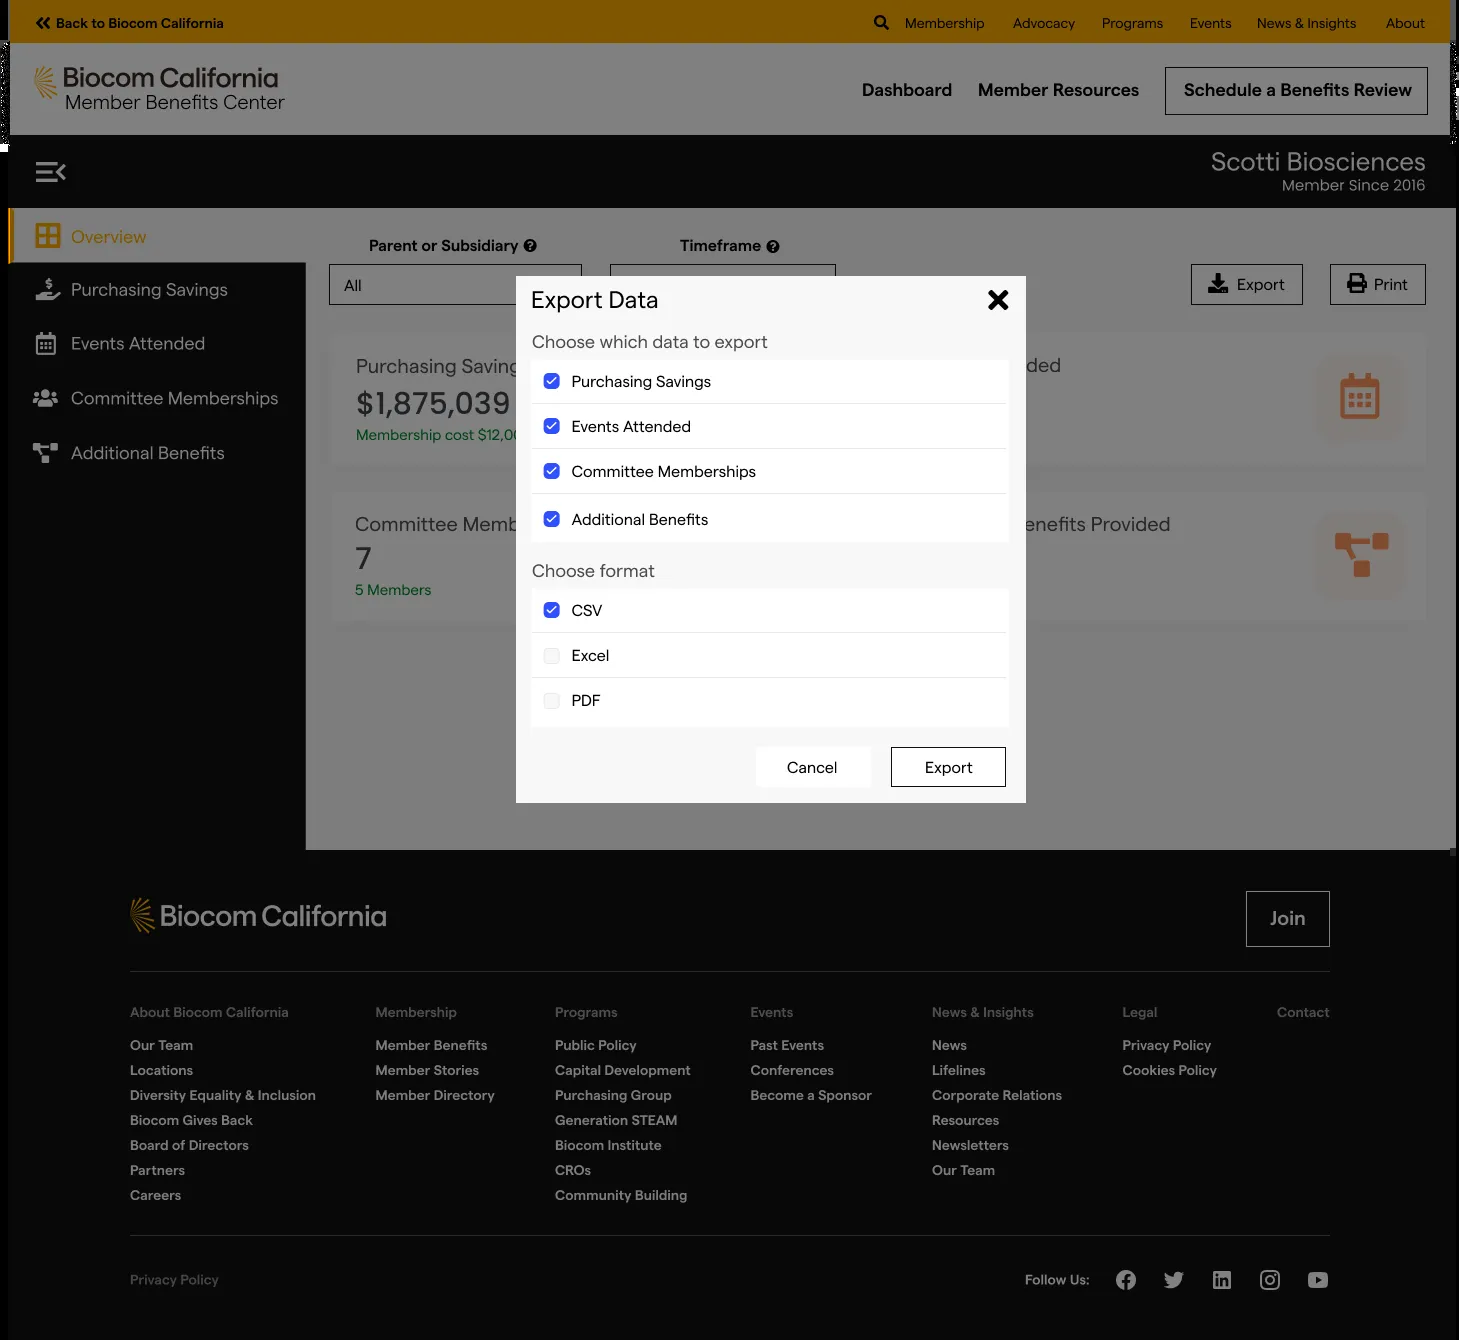 Back to Biocom California
Membership Advocacy Programs Events News & Insights About
Biocom California
Member Benefits Center
Dashboard Member Resources Schedule a Benefits Review
Scotti Biosciences
Member Since 2016
Overview
Purchasing Savings
Events Attended
Committee Memberships
Additional Benefits
Parent or Subsidiary
Timeframe
All
Export
Print
Purchasing
$1,875,039
Membership cost
Committee
7
5 Members
Provided
Export Data
Choose which data to export
Purchasing Savings
Events Attended
Committee Memberships
Additional Benefits
Choose format
CSV
Excel
PDF
Cancel Export
Biocom California
Join
About Biocom California
Our Team
Locations
Diversity Equality & Inclusion
Biocom Gives Back
Board of Directors
Partners
Careers
Membership
Member Benefits
Member Stories
Member Directory
Programs
Public Policy
Capital Development
Purchasing Group
Generation STEAM
Biocom Institute
CROs
Community Building
Events
Past Events
Conferences
Become a Sponsor
News & Insights
News
Lifelines
Corporate Relations
Resources
Newsletters
Our Team
Legal
Privacy Policy
Cookies Policy
Contact
Privacy Policy
Follow Us: